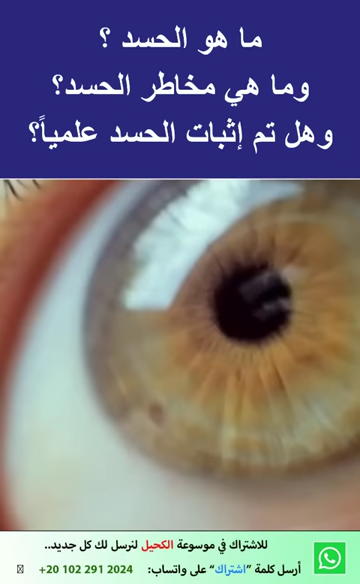 ما هو الحسد ؟
وما هي مخاطر الحسد؟
وهل تم إثبات الحسد علمياً؟
للاشتراك في موسوعة الكحيل لنرسل لك كل جديد..
أرسل كلمة ”اشتراك“ على واتساب: +20 102 291 2024